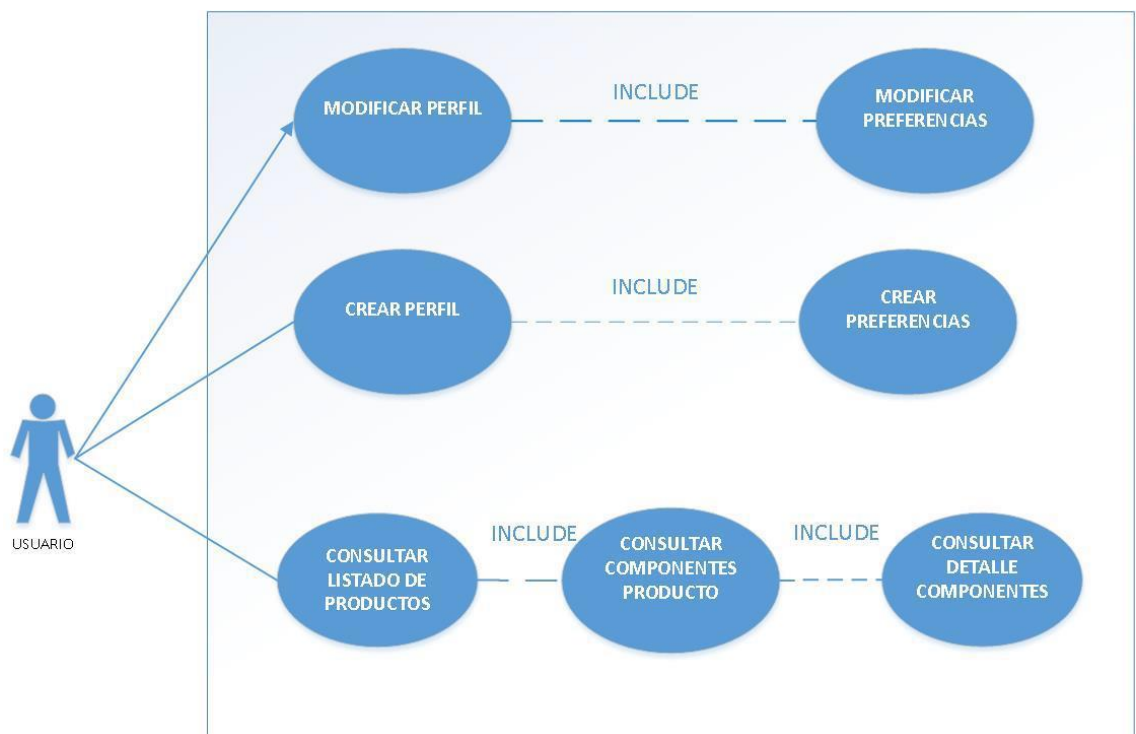 MODIFICAR PERFIL
INCLUDE
MODIFICAR
PREFERENCIAS
CREAR PERFIL
INCLUDE
CREAR
PREFERENCIAS
USUARIO
CONSULTAR
LISTADO DE
PRODUCTOS
INCLUDE
CONSULTAR
COMPONENTES
PRODUCTO
INCLUDE
CONSULTAR
DETALLE
COMPONENTES